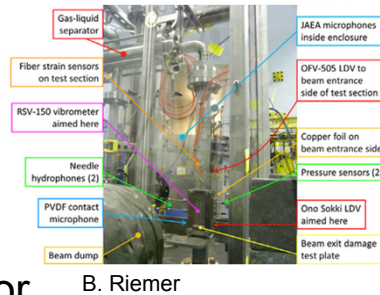 Gas-liquid
separator
Fiber strain sensors
on test section
RSV-150 vibrometer
aimed here
Needle
hydrophones (2)
PVDF contact
microphone
Beam dump
JAEA microphones
inside enclosure
OFV-505 LDV to
beam entrance
side of test section
Copper foil on
beam entrance side
Pressure sensors (2
Ono Sokki LDV
aimed here
Beam exit damage
test plate
B. Riemer